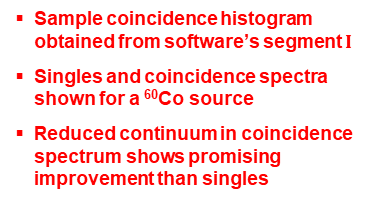 ▪ Sample coincidence histogram
obtained from software's segment I
▪ Singles and coincidence spectra
shown for a ⁶⁰Co source
▪ Reduced continuum in coincidence
spectrum shows promising
improvement than singles